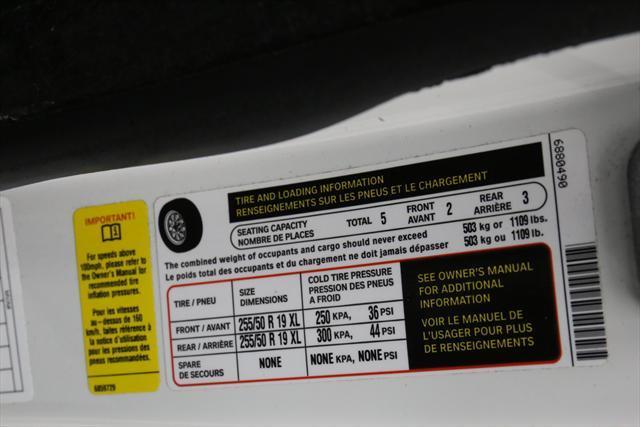 IMPORTANT!
For speeds above
100mph, please refer to
the Owner's Manual for
recommended tire
inflation pressures.
Pour les vitesses
au-dessus de 160
km/h, faites référence à
la notice d'utilisation
pour les pressions des
pneus recommandées.
6856729
TIRE AND LOADING INFORMATION
RENSEIGNEMENTS SUR LES PNEUS ET LE CHARGEMENT
SEATING CAPACITY
NOMBRE DE PLACES
TOTAL 5
FRONT
AVANT 2
REAR
ARRIÈRE 3
The combined weight of occupants and cargo should never exceed 503 kg or 1109 lbs.
Le poids total des occupants et du chargement ne doit jamais dépasser 503 kg ou 1109 lb.
TIRE / PNEU
SIZE
DIMENSIONS
COLD TIRE PRESSURE
PRESSION DES PNEUS
A FROID
FRONT / AVANT 255/50 R 19 XL 250 KPA, 36 PSI
REAR / ARRIÈRE 255/50 R 19 XL 300 KPA, 44 PSI
SPARE
DE SECOURS
NONE NONE KPA, NONE PSI
SEE OWNER'S MANUAL
FOR ADDITIONAL
INFORMATION
VOIR LE MANUEL DE
L'USAGER POUR PLUS
DE RENSEIGNEMENTS
6880490